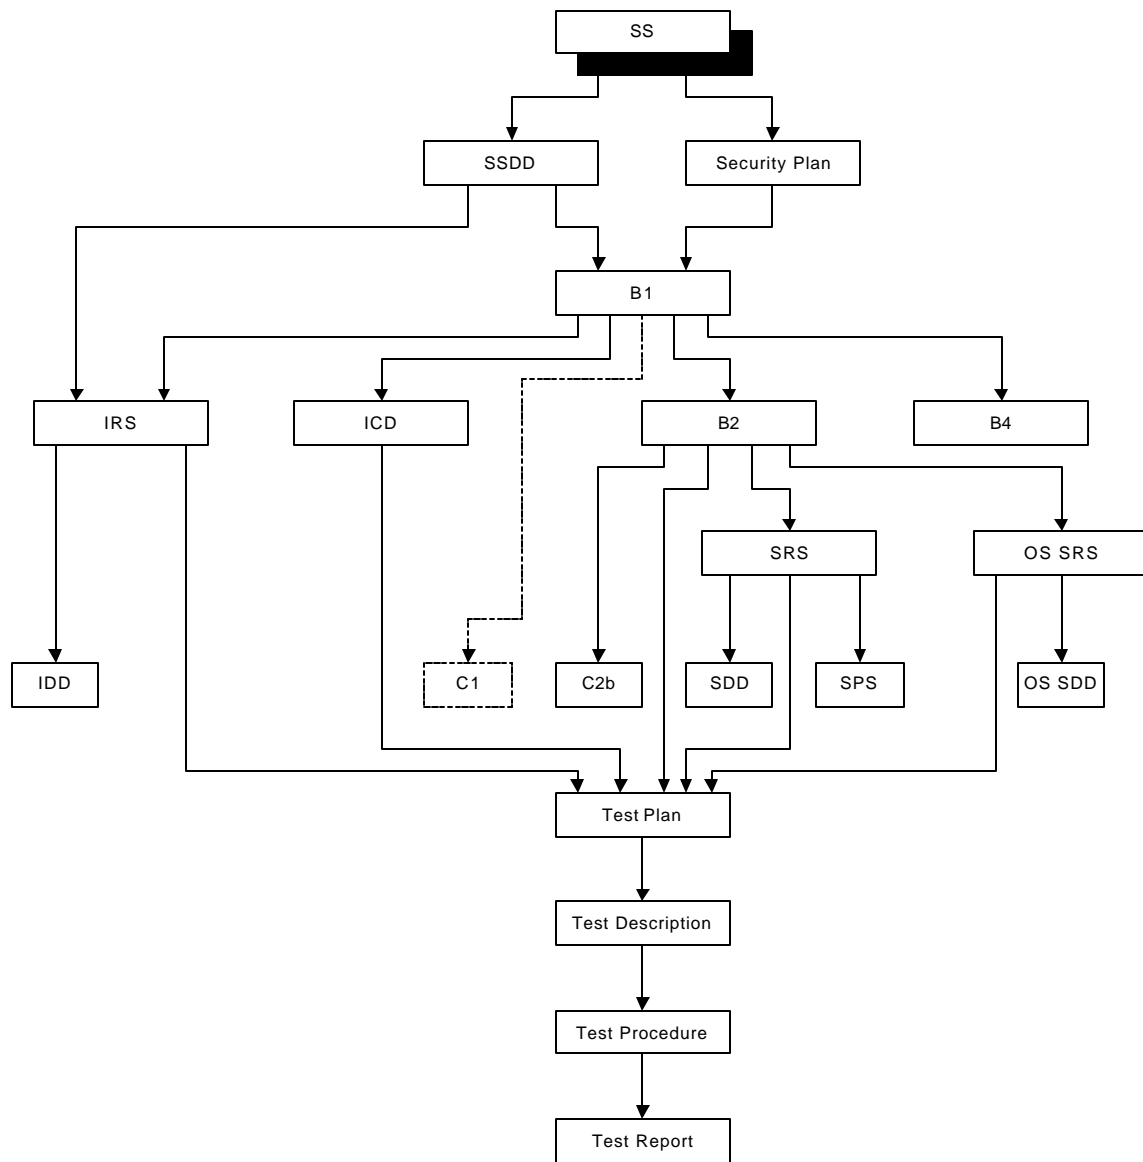 SS
SSDD
Security Plan
B1
IRS
ICD
B2
B4
SRS
OS SRS
IDD
C1
C2b
SDD
SPS
OS SDD
Test Plan
Test Description
Test Procedure
Test Report